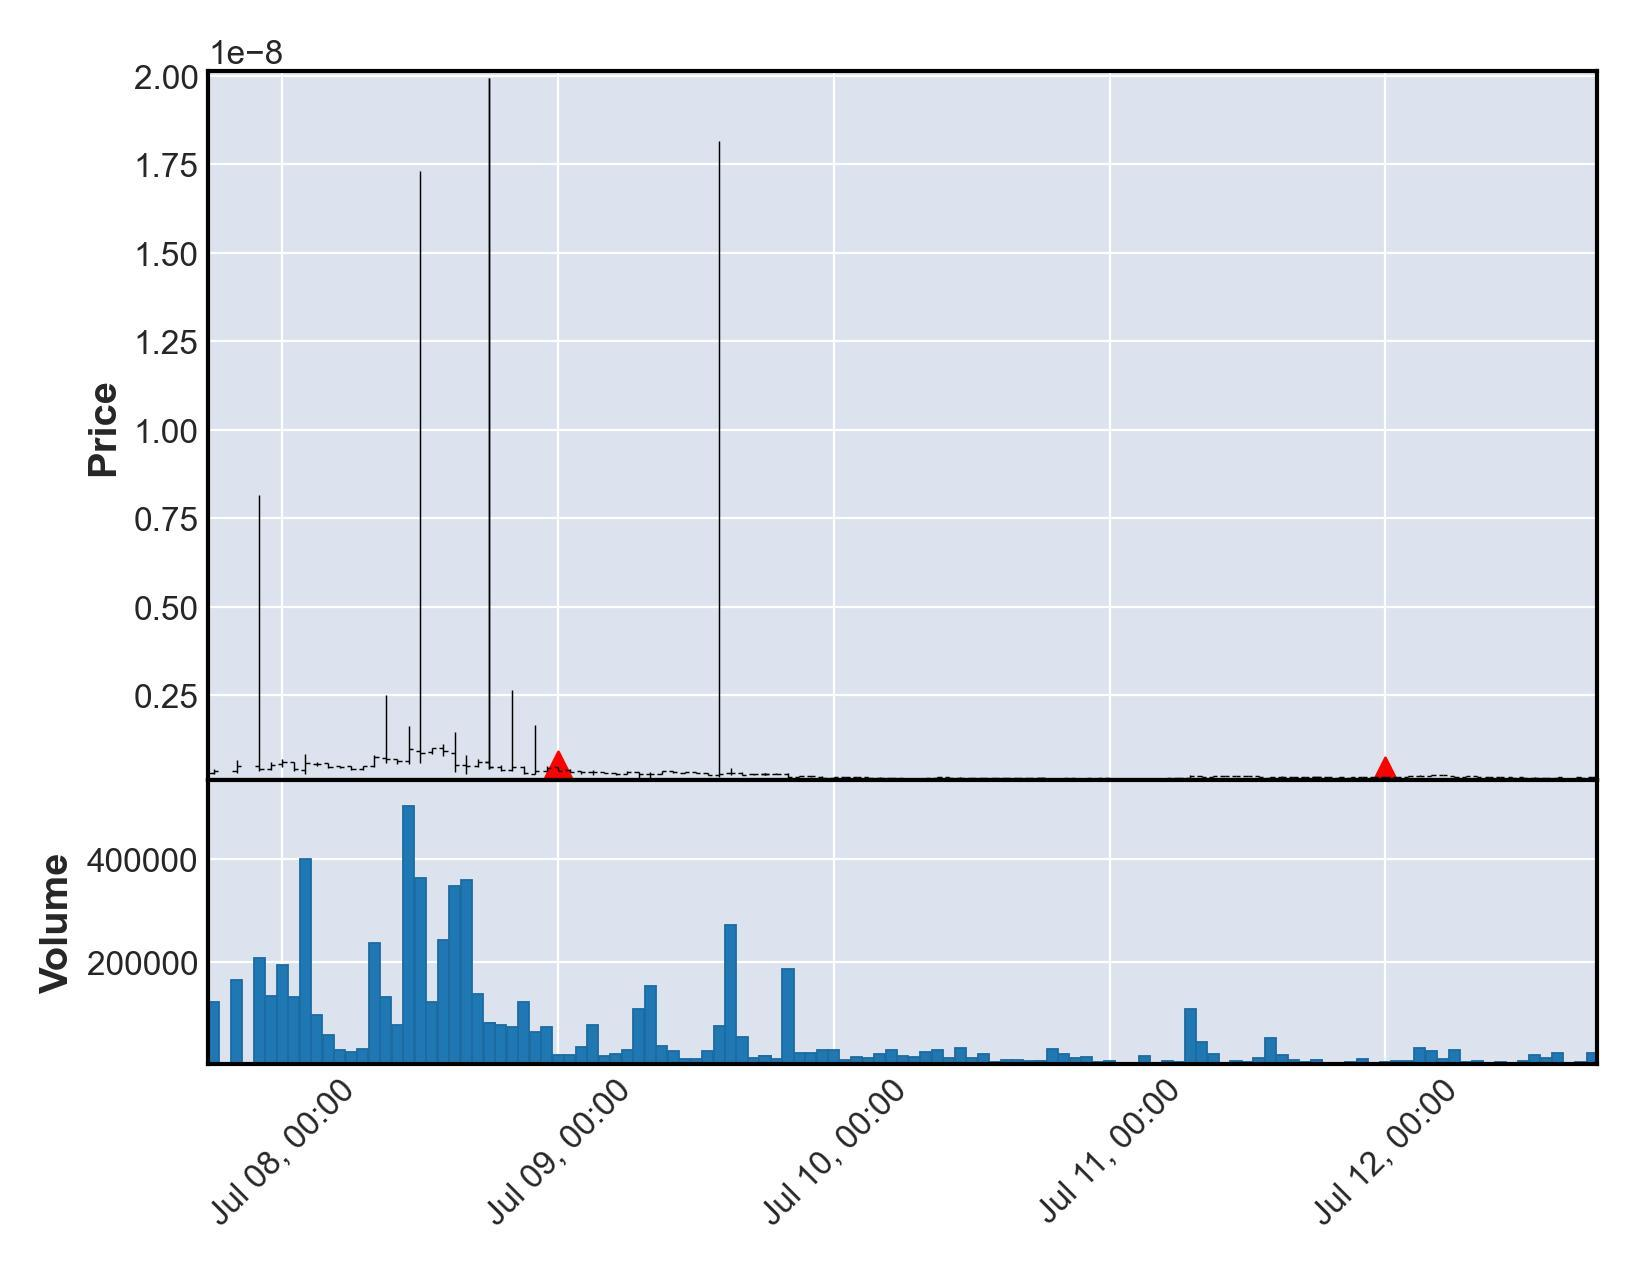 1e−8
2.00
1.75
1.50
1.25
1.00
0.75
0.50
0.25
Price
400000
200000
Volume
Jul 08, 00:00
Jul 09, 00:00
Jul 10, 00:00
Jul 11, 00:00
Jul 12, 00:00